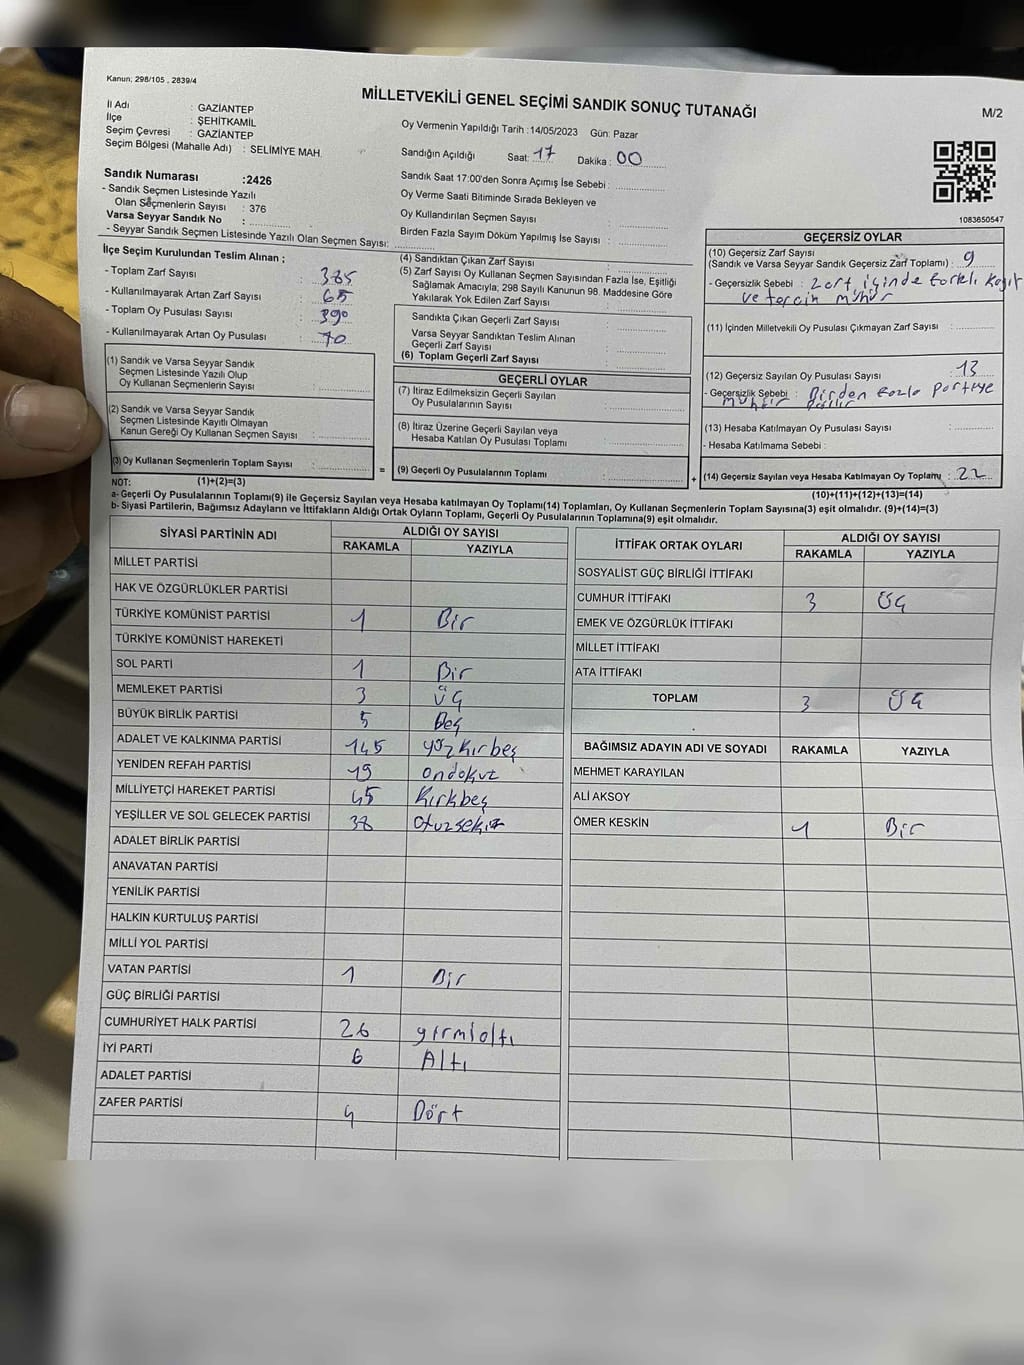 Kanun; 298/105 , 2839/4
MİLLETVEKİLİ GENEL SEÇİMİ SANDIK SONUÇ TUTANAĞI
M/2
İl Adı : GAZİANTEP
İlçe : ŞEHİTKAMİL
Seçim Çevresi : GAZİANTEP
Seçim Bölgesi (Mahalle Adı) : SELİMİYE MAH.
Oy Vermenin Yapıldığı Tarih :14/05/2023 Gün: Pazar
Sandığın Açıldığı Saat: 17 Dakika : 00
Sandık Saat 17:00'den Sonra Açımış İse Sebebi :
Oy Verme Saati Bitiminde Sırada Bekleyen ve
Oy Kullandırılan Seçmen Sayısı :
Birden Fazla Sayım Döküm Yapılmış İse Sayısı :
1083650547
Sandık Numarası :2426
- Sandık Seçmen Listesinde Yazılı
Olan Seçmenlerin Sayısı : 376
Varsa Seyyar Sandık No :
- Seyyar Sandık Seçmen Listesinde Yazılı Olan Seçmen Sayısı:
İlçe Seçim Kurulundan Teslim Alınan ;
- Toplam Zarf Sayısı : 385
- Kullanılmayarak Artan Zarf Sayısı : 65
- Toplam Oy Pusulası Sayısı : 390
- Kullanılmayarak Artan Oy Pusulası : 70
(1) Sandık ve Varsa Seyyar Sandık
Seçmen Listesinde Yazılı Olup
Oy Kullanan Seçmenlerin Sayısı :
(2) Sandık ve Varsa Seyyar Sandık
Seçmen Listesinde Kayıtlı Olmayan
Kanun Gereği Oy Kullanan Seçmen Sayısı :
(3) Oy Kullanan Seçmenlerin Toplam Sayısı :
(1)+(2)=(3)
=
(4) Sandıktan Çıkan Zarf Sayısı :
(5) Zarf Sayısı Oy Kullanan Seçmen Sayısından Fazla İse, Eşitliği
Sağlamak Amacıyla; 298 Sayılı Kanunun 98. Maddesine Göre
Yakılarak Yok Edilen Zarf Sayısı :
Sandıkta Çıkan Geçerli Zarf Sayısı :
Varsa Seyyar Sandıktan Teslim Alınan
Geçerli Zarf Sayısı :
(6) Toplam Geçerli Zarf Sayısı :
GEÇERLİ OYLAR
(7) İtiraz Edilmeksizin Geçerli Sayılan
Oy Pusulalarının Sayısı :
(8) İtiraz Üzerine Geçerli Sayılan veya
Hesaba Katılan Oy Pusulası Toplamı :
(9) Geçerli Oy Pusulalarının Toplamı :
+
GEÇERSİZ OYLAR
(10) Geçersiz Zarf Sayısı
(Sandık ve Varsa Seyyar Sandık Geçersiz Zarf Toplamı) : 9
- Geçersizlik Sebebi : Zarf içinde farklı Kağıt
ve tercih mühür
(11) İçinden Milletvekili Oy Pusulası Çıkmayan Zarf Sayısı :
(12) Geçersiz Sayılan Oy Pusulası Sayısı : 13
- Geçersizlik Sebebi : Birden fazla partiye
mühür
(13) Hesaba Katılmayan Oy Pusulası Sayısı :
- Hesaba Katılmama Sebebi :
(14) Geçersiz Sayılan veya Hesaba Katılmayan Oy Toplamı : 22
(10)+(11)+(12)+(13)=(14)
NOT:
a- Geçerli Oy Pusulalarının Toplamı(9) ile Geçersiz Sayılan veya Hesaba katılmayan Oy Toplamı(14) Toplamları, Oy Kullanan Seçmenlerin Toplam Sayısına(3) eşit olmalıdır. (9)+(14)=(3)
b- Siyasi Partilerin, Bağımsız Adayların ve İttifakların Aldığı Ortak Oyların Toplamı, Geçerli Oy Pusulalarının Toplamına(9) eşit olmalıdır.
SİYASİ PARTİNİN ADI ALDIĞI OY SAYISI
RAKAMLA YAZIYLA
MİLLET PARTİSİ
HAK VE ÖZGÜRLÜKLER PARTİSİ
TÜRKİYE KOMÜNİST PARTİSİ 1 Bir
TÜRKİYE KOMÜNİST HAREKETİ
SOL PARTİ 1 Bir
MEMLEKET PARTİSİ 3 Üç
BÜYÜK BİRLİK PARTİSİ 5 Beş
ADALET VE KALKINMA PARTİSİ 145 yüzkırbeş
YENİDEN REFAH PARTİSİ 19 ondokuz
MİLLİYETÇİ HAREKET PARTİSİ 45 Kırkbeş
YEŞİLLER VE SOL GELECEK PARTİSİ 38 Otuzsekiz
ADALET BİRLİK PARTİSİ
ANAVATAN PARTİSİ
YENİLİK PARTİSİ
HALKIN KURTULUŞ PARTİSİ
MİLLİ YOL PARTİSİ
VATAN PARTİSİ 1 Bir
GÜÇ BİRLİĞİ PARTİSİ
CUMHURİYET HALK PARTİSİ 26 yirmialtı
İYİ PARTİ 6 Altı
ADALET PARTİSİ
ZAFER PARTİSİ 4 Dört
İTTİFAK ORTAK OYLARI ALDIĞI OY SAYISI
RAKAMLA YAZIYLA
SOSYALİST GÜÇ BİRLİĞİ İTTİFAKI
CUMHUR İTTİFAKI 3 Üç
EMEK VE ÖZGÜRLÜK İTTİFAKI
MİLLET İTTİFAKI
ATA İTTİFAKI
TOPLAM 3 Üç
BAĞIMSIZ ADAYIN ADI VE SOYADI RAKAMLA YAZIYLA
MEHMET KARAYILAN
ALİ AKSOY
ÖMER KESKİN 1 Bir